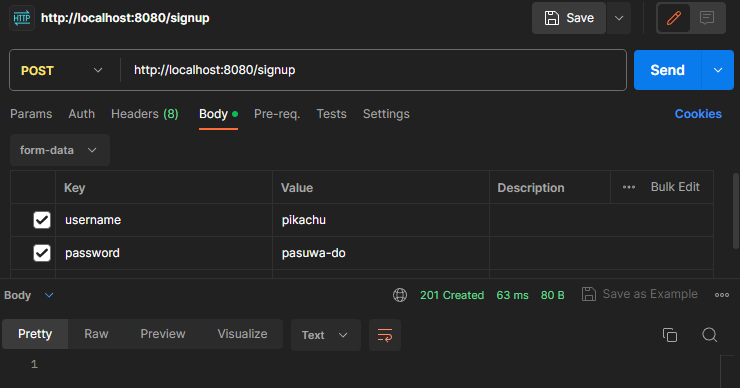 HTTP http://localhost:8080/signup Save
POST http://localhost:8080/signup Send
Params Auth Headers (8) Body Pre-req. Tests Settings Cookies
form-data
Key Value Description Bulk Edit
username pikachu
password pasuwa-do
Body 201 Created 63 ms 80 B Save as Example
Pretty Raw Preview Visualize Text
1